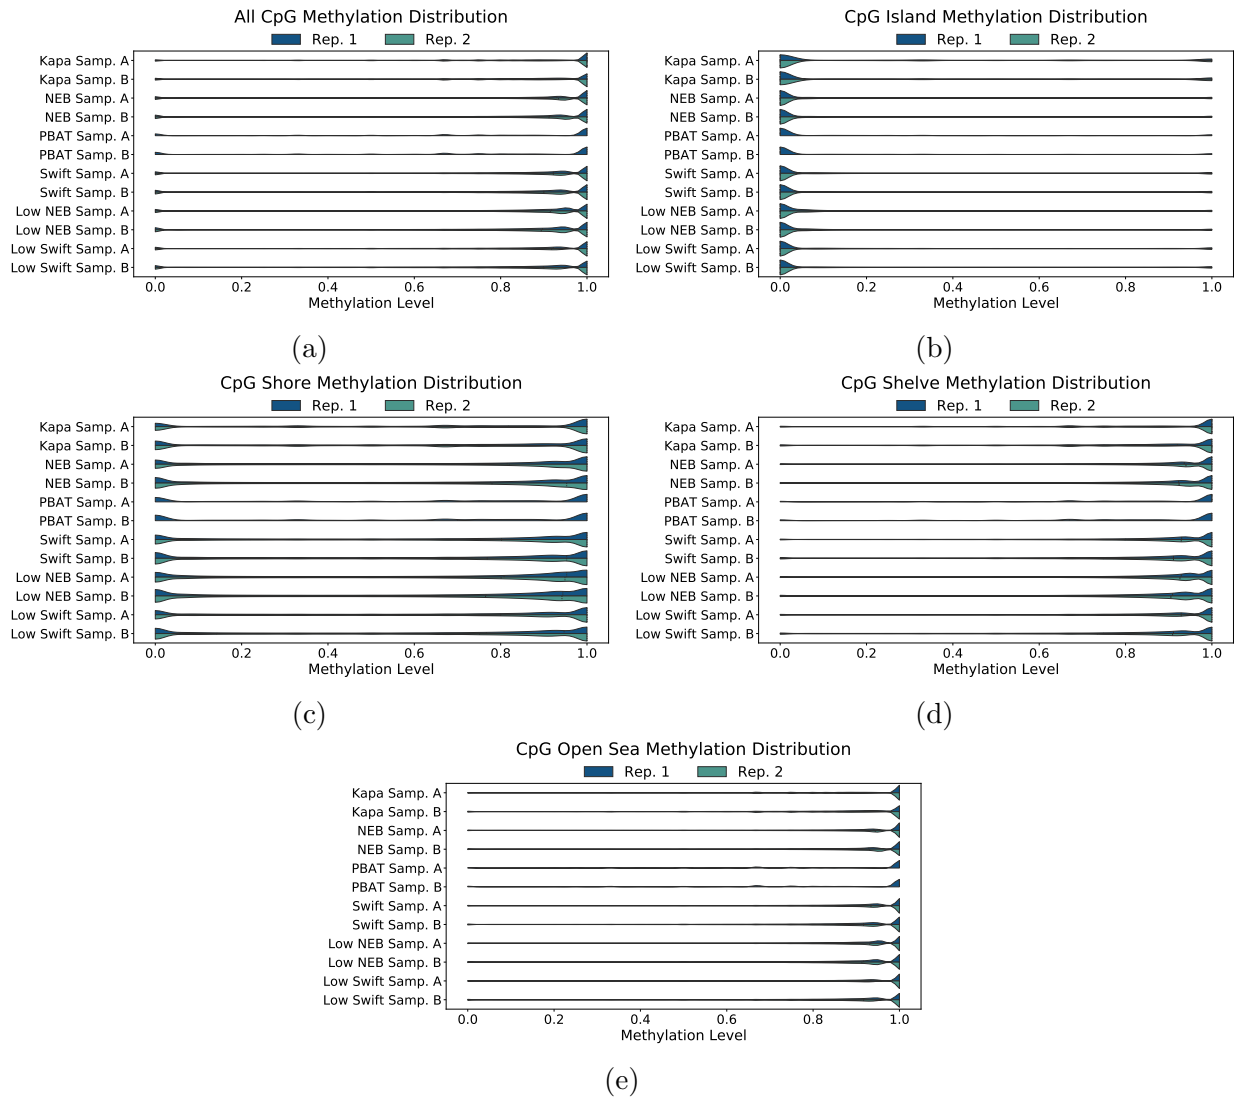 All CpG Methylation Distribution
Rep. 1 Rep. 2
Kapa Samp. A
Kapa Samp. B
NEB Samp. A
NEB Samp. B
PBAT Samp. A
PBAT Samp. B
Swift Samp. A
Swift Samp. B
Low NEB Samp. A
Low NEB Samp. B
Low Swift Samp. A
Low Swift Samp. B
0.0 0.2 0.4 0.6 0.8 1.0
Methylation Level
(a)
CpG Island Methylation Distribution
Rep. 1 Rep. 2
Kapa Samp. A
Kapa Samp. B
NEB Samp. A
NEB Samp. B
PBAT Samp. A
PBAT Samp. B
Swift Samp. A
Swift Samp. B
Low NEB Samp. A
Low NEB Samp. B
Low Swift Samp. A
Low Swift Samp. B
0.0 0.2 0.4 0.6 0.8 1.0
Methylation Level
(b)
CpG Shore Methylation Distribution
Rep. 1 Rep. 2
Kapa Samp. A
Kapa Samp. B
NEB Samp. A
NEB Samp. B
PBAT Samp. A
PBAT Samp. B
Swift Samp. A
Swift Samp. B
Low NEB Samp. A
Low NEB Samp. B
Low Swift Samp. A
Low Swift Samp. B
0.0 0.2 0.4 0.6 0.8 1.0
Methylation Level
(c)
CpG Shelve Methylation Distribution
Rep. 1 Rep. 2
Kapa Samp. A
Kapa Samp. B
NEB Samp. A
NEB Samp. B
PBAT Samp. A
PBAT Samp. B
Swift Samp. A
Swift Samp. B
Low NEB Samp. A
Low NEB Samp. B
Low Swift Samp. A
Low Swift Samp. B
0.0 0.2 0.4 0.6 0.8 1.0
Methylation Level
(d)
CpG Open Sea Methylation Distribution
Rep. 1 Rep. 2
Kapa Samp. A
Kapa Samp. B
NEB Samp. A
NEB Samp. B
PBAT Samp. A
PBAT Samp. B
Swift Samp. A
Swift Samp. B
Low NEB Samp. A
Low NEB Samp. B
Low Swift Samp. A
Low Swift Samp. B
0.0 0.2 0.4 0.6 0.8 1.0
Methylation Level
(e)